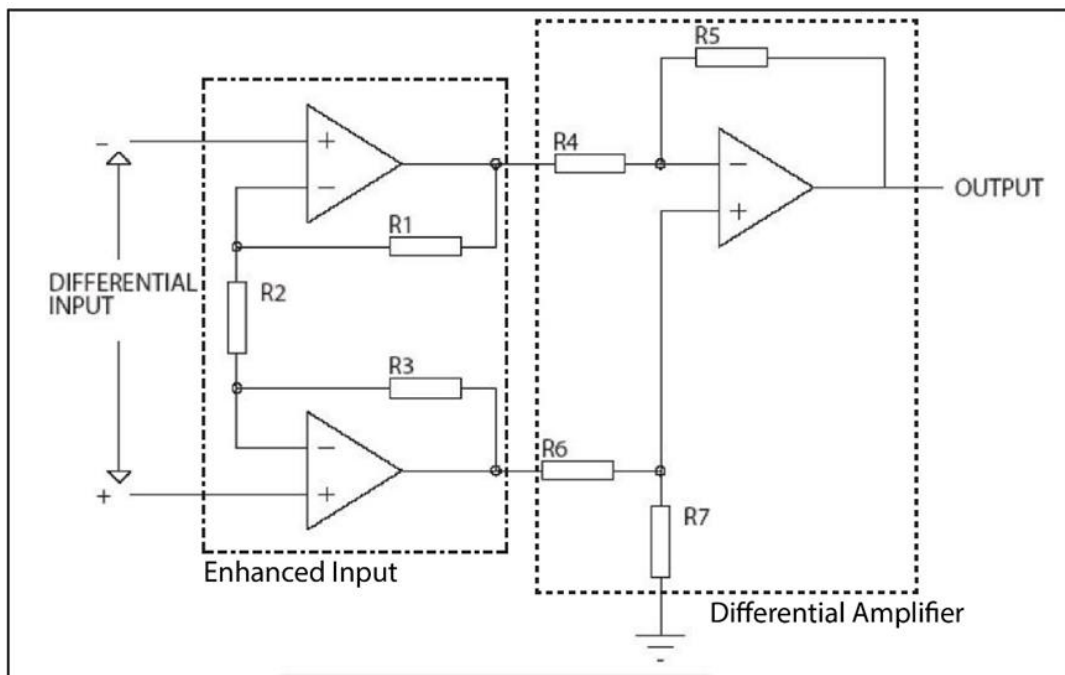 R5
R4
-
+
-
+
-
OUTPUT
R1
DIFFERENTIAL
INPUT
R2
R3
R6
-
+
+
R7
Enhanced Input
Differential Amplifier